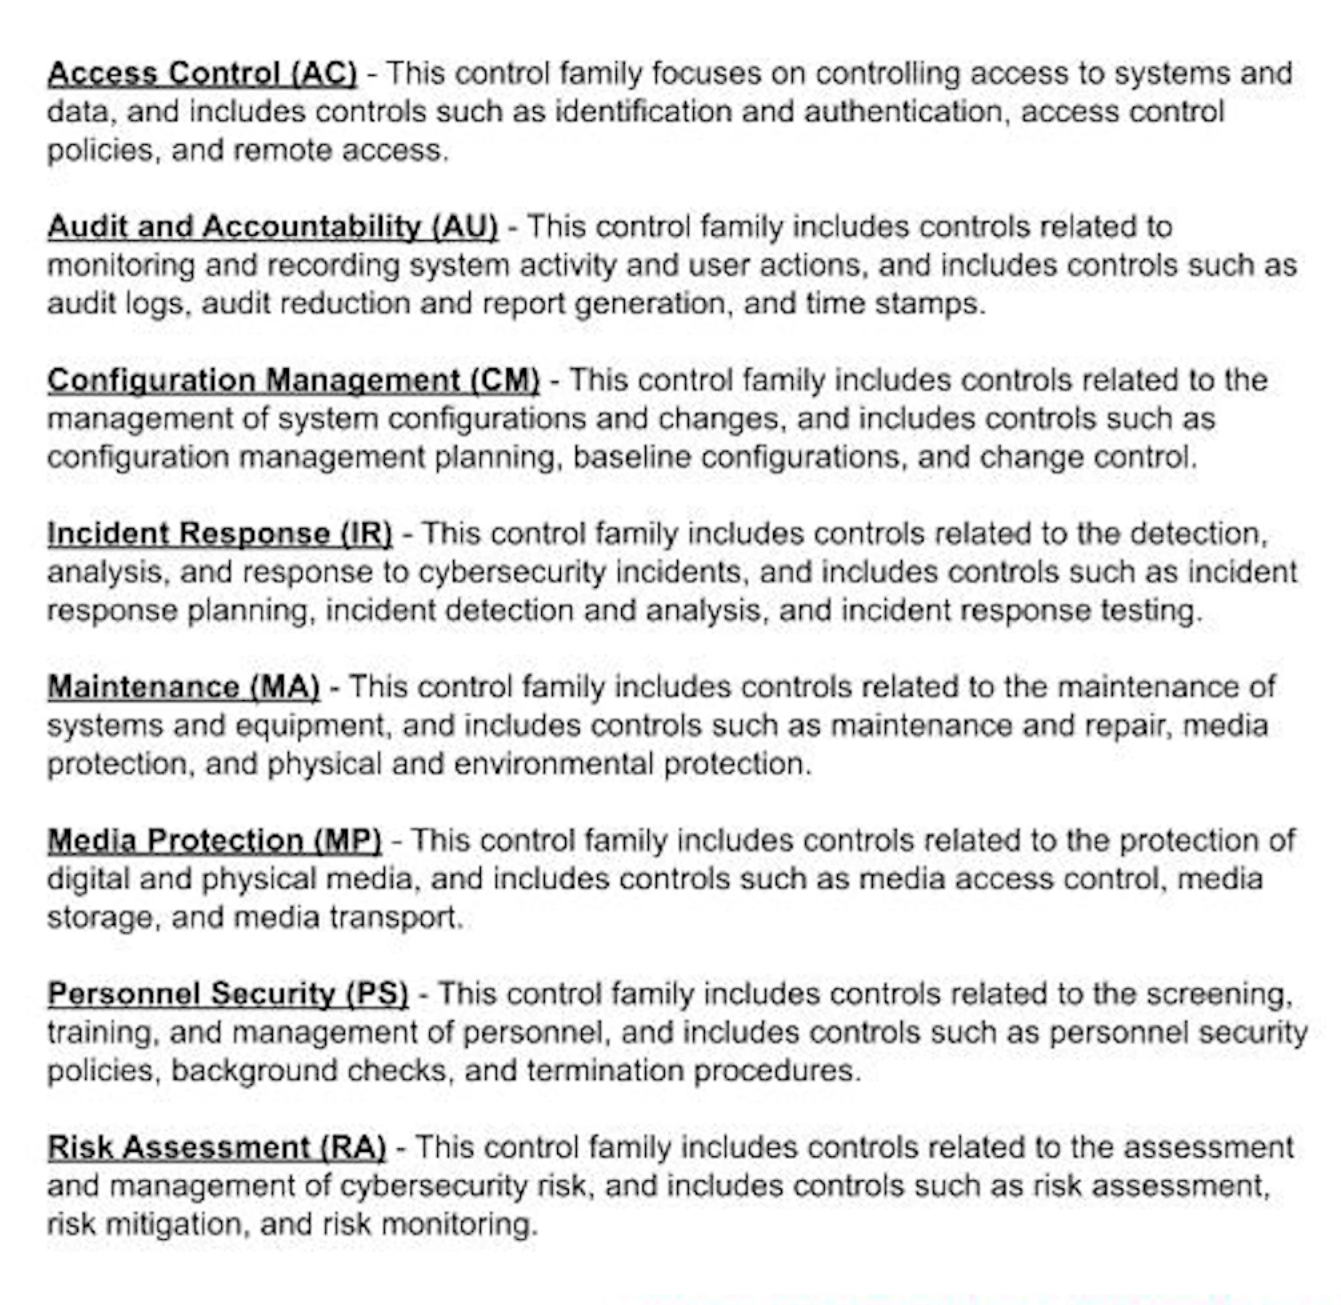 Access Control (AC) - This control family focuses on controlling access to systems and
data, and includes controls such as identification and authentication, access control
policies, and remote access.
Audit and Accountability (AU) - This control family includes controls related to
monitoring and recording system activity and user actions, and includes controls such as
audit logs, audit reduction and report generation, and time stamps.
Configuration Management (CM) - This control family includes controls related to the
management of system configurations and changes, and includes controls such as
configuration management planning, baseline configurations, and change control.
Incident Response (IR) - This control family includes controls related to the detection,
analysis, and response to cybersecurity incidents, and includes controls such as incident
response planning, incident detection and analysis, and incident response testing.
Maintenance (MA) - This control family includes controls related to the maintenance of
systems and equipment, and includes controls such as maintenance and repair, media
protection, and physical and environmental protection.
Media Protection (MP) - This control family includes controls related to the protection of
digital and physical media, and includes controls such as media access control, media
storage, and media transport.
Personnel Security (PS) - This control family includes controls related to the screening,
training, and management of personnel, and includes controls such as personnel security
policies, background checks, and termination procedures.
Risk Assessment (RA) - This control family includes controls related to the assessment
and management of cybersecurity risk, and includes controls such as risk assessment,
risk mitigation, and risk monitoring.